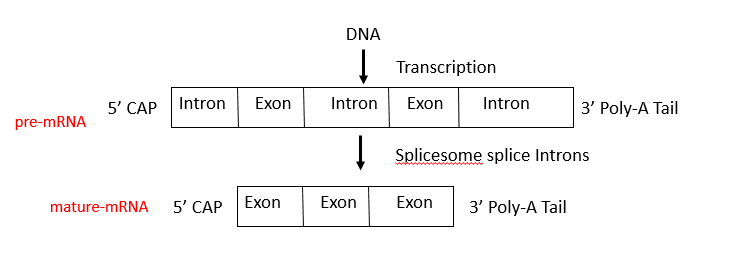 DNA
Transcription
5’ CAP Intron Exon Intron Exon Intron 3’ Poly-A Tail
pre-mRNA
Splicesome splice Introns
mature-mRNA 5’ CAP Exon Exon Exon 3’ Poly-A Tail